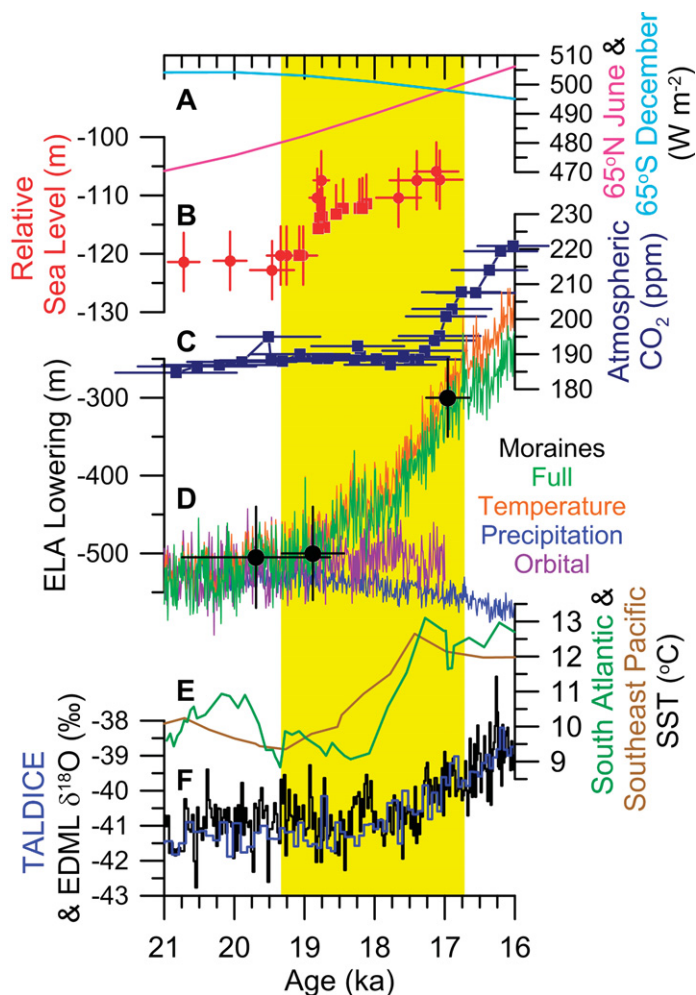 A
510
500
490
480
470
65ºN June &
65ºS December
(W m-2)
B
-100
-110
-120
-130
Relative
Sea Level (m)
C
230
220
210
200
190
180
Atmospheric
CO2 (ppm)
D
-300
-400
-500
ELA Lowering (m)
Moraines
Full
Temperature
Precipitation
Orbital
E
13
12
11
10
9
South Atlantic &
Southeast Pacific
SST (ºC)
F
-38
-39
-40
-41
-42
-43
TALDICE
& EDML δ18O (‰)
21 20 19 18 17 16
Age (ka)